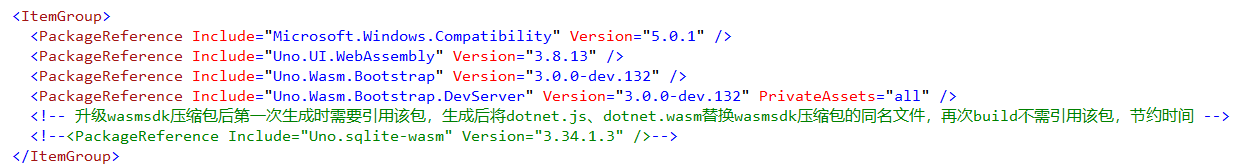 <ItemGroup>
<PackageReference Include="Microsoft.Windows.Compatibility" Version="5.0.1" />
<PackageReference Include="Uno.UI.WebAssembly" Version="3.8.13" />
<PackageReference Include="Uno.Wasm.Bootstrap" Version="3.0.0-dev.132" />
<PackageReference Include="Uno.Wasm.Bootstrap.DevServer" Version="3.0.0-dev.132" PrivateAssets="all" />
<!-- 升级wasmsdk压缩包后第一次生成时需要引用该包，生成后将dotnet.js、dotnet.wasm替换wasmsdk压缩包的同名文件，再次build不需引用该包，节约时间 -->
<!--<PackageReference Include="Uno.sqlite-wasm" Version="3.34.1.3" />-->
</ItemGroup>